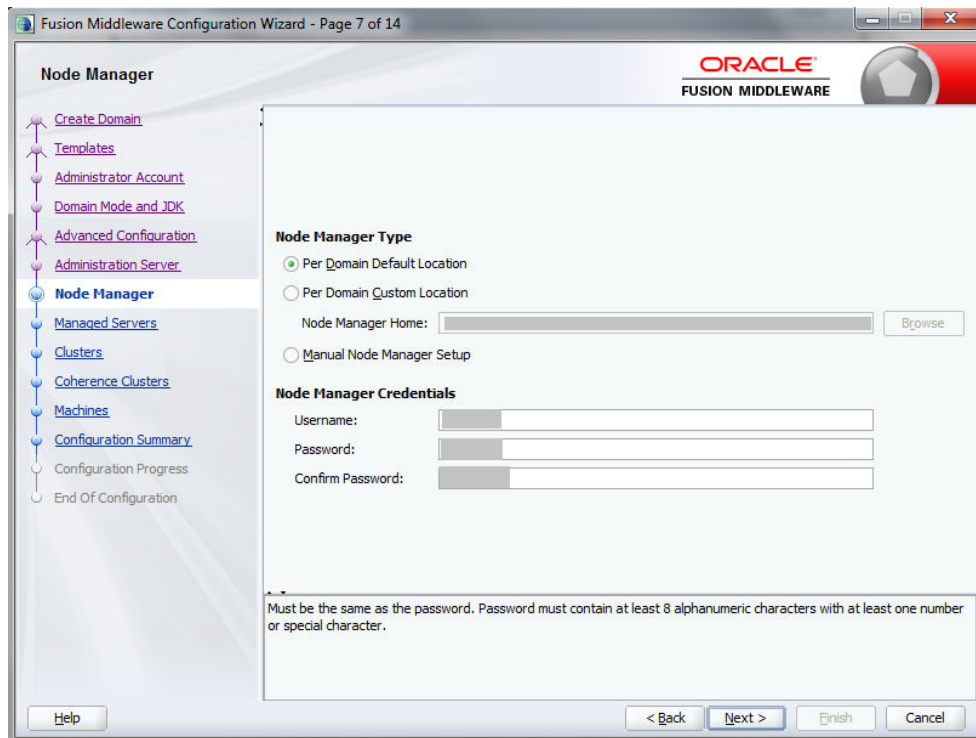 Fusion Middleware Configuration Wizard - Page 7 of 14
Node Manager
ORACLE
FUSION MIDDLEWARE
Create Domain
Templates
Administrator Account
Domain Mode and JDK
Advanced Configuration
Administration Server
Node Manager
Managed Servers
Clusters
Coherence Clusters
Machines
Configuration Summary
Configuration Progress
End Of Configuration
Node Manager Type
Per Domain Default Location
Per Domain Custom Location
Node Manager Home:
Browse
Manual Node Manager Setup
Node Manager Credentials
Username:
Password:
Confirm Password:
Must be the same as the password. Password must contain at least 8 alphanumeric characters with at least one number
or special character.
Help
< Back
Next >
Finish
Cancel